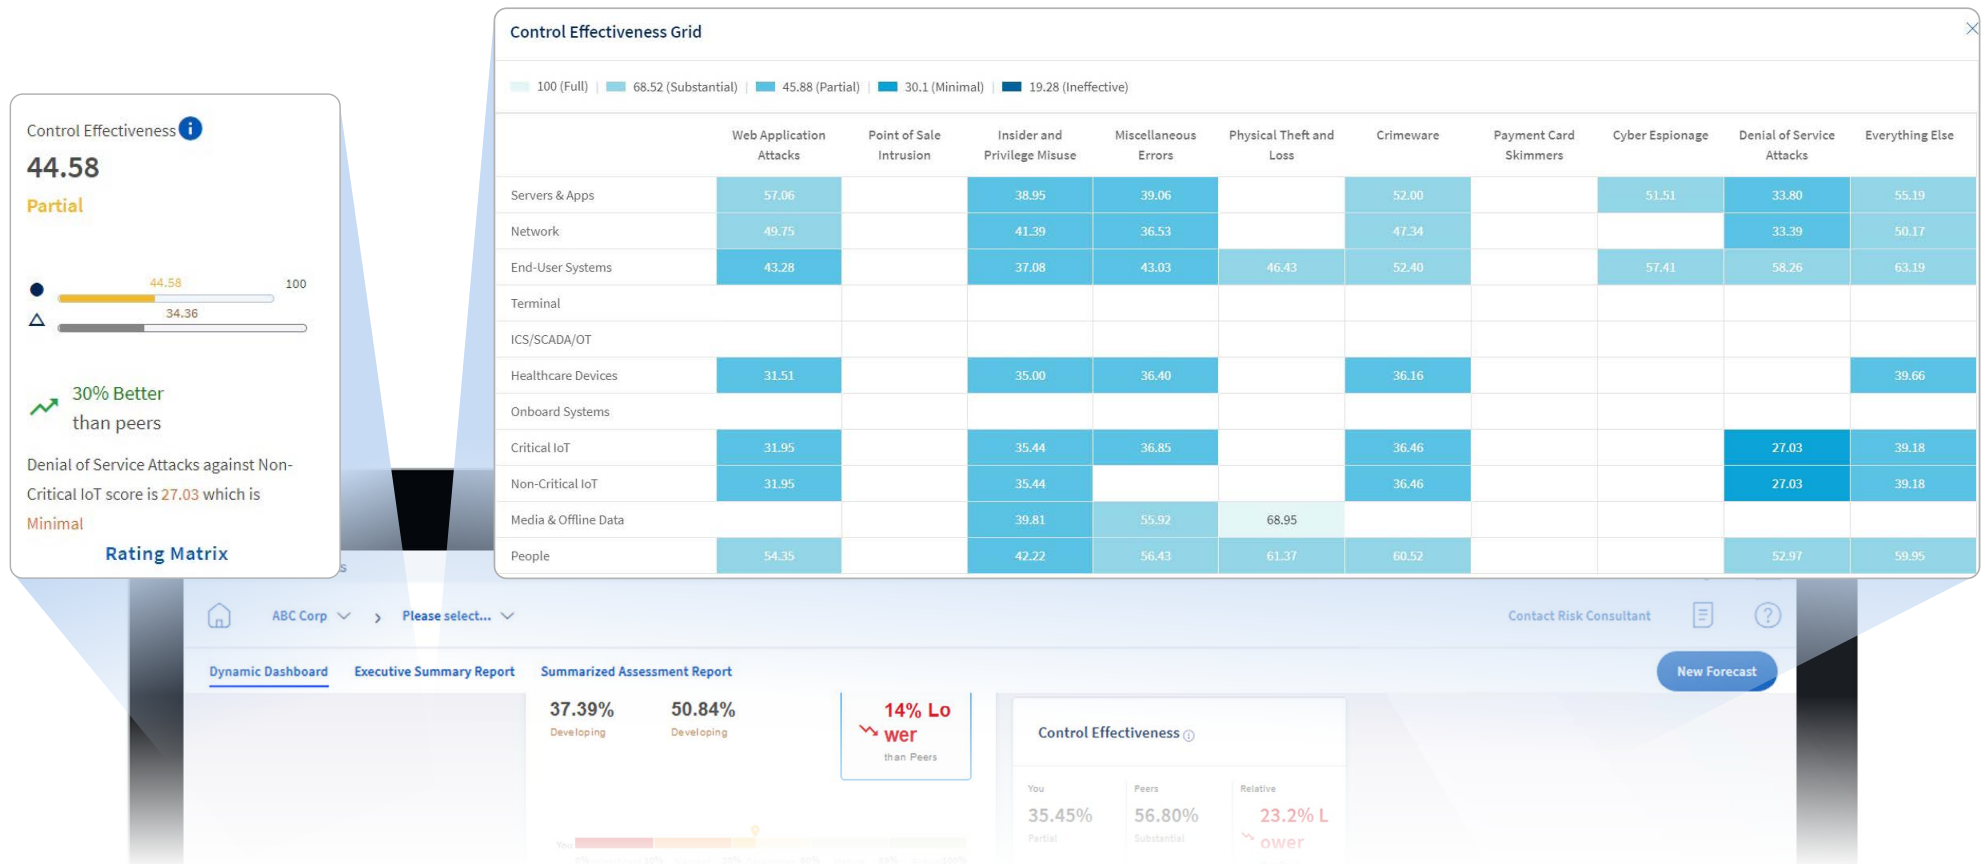 Control Effectiveness
44.58
Partial
44.58
100
34.36
30% Better
than peers
Denial of Service Attacks against Non-
Critical IoT score is 27.03 which is
Minimal
Rating Matrix
Control Effectiveness Grid
100 (Full) | 68.52 (Substantial) | 45.88 (Partial) | 30.1 (Minimal) | 19.28 (Ineffective)
Web Application Attacks Point of Sale Intrusion Insider and Privilege Misuse Miscellaneous Errors Physical Theft and Loss Crimeware Payment Card Skimmers Cyber Espionage Denial of Service Attacks Everything Else
Servers & Apps 57.06 38.95 39.06 52.00 51.51 33.80 55.19
Network 49.75 41.39 36.53 47.34 33.39 50.17
End-User Systems 43.28 37.08 43.03 46.43 52.40 57.41 58.26 63.19
Terminal
ICS/SCADA/OT
Healthcare Devices 31.51 35.00 36.40 36.16 39.66
Onboard Systems
Critical IoT 31.95 35.44 36.85 36.46 27.03 39.18
Non-Critical IoT 31.95 35.44 36.46 27.03 39.18
Media & Offline Data 39.81 55.92 68.95
People 54.35 42.22 56.43 61.37 60.52 52.97 59.95
s
ABC Corp > Please select...
Contact Risk Consultant
Dynamic Dashboard Executive Summary Report Summarized Assessment Report
New Forecast
37.39% 50.84%
Developing Developing
14% Lo
wer
than Peers
Control Effectiveness
You Peers Relative
35.45% 56.80% 23.2% L
Partial Substantial ower
You